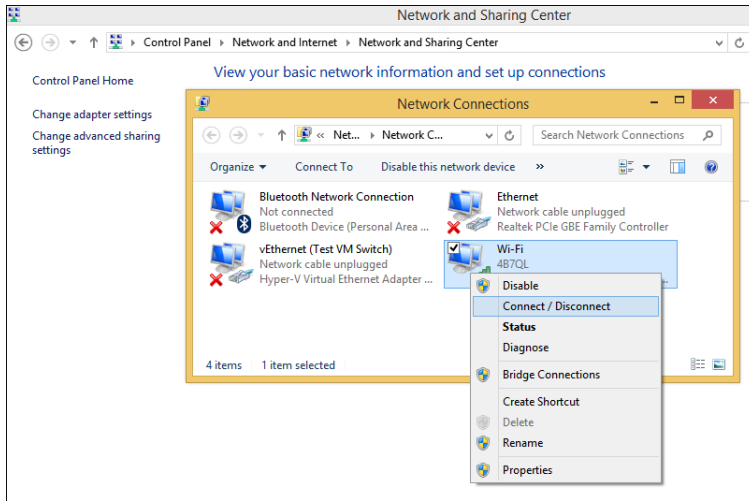 Network and Sharing Center
Control Panel Network and Internet Network and Sharing Center
Control Panel Home
View your basic network information and set up connections
Change adapter settings
Change advanced sharing
settings
Network Connections
« Net... Network C...
Search Network Connections
Organize
Connect To
Disable this network device
»
Bluetooth Network Connection
Not connected
Bluetooth Device (Personal Area ...
Ethernet
Network cable unplugged
Realtek PCIe GBE Family Controller
vEthernet (Test VM Switch)
Network cable unplugged
Hyper-V Virtual Ethernet Adapter ...
Wi-Fi
4B7QL
Disable
Connect / Disconnect
Status
Diagnose
Bridge Connections
Create Shortcut
Delete
Rename
Properties
4 items
1 item selected